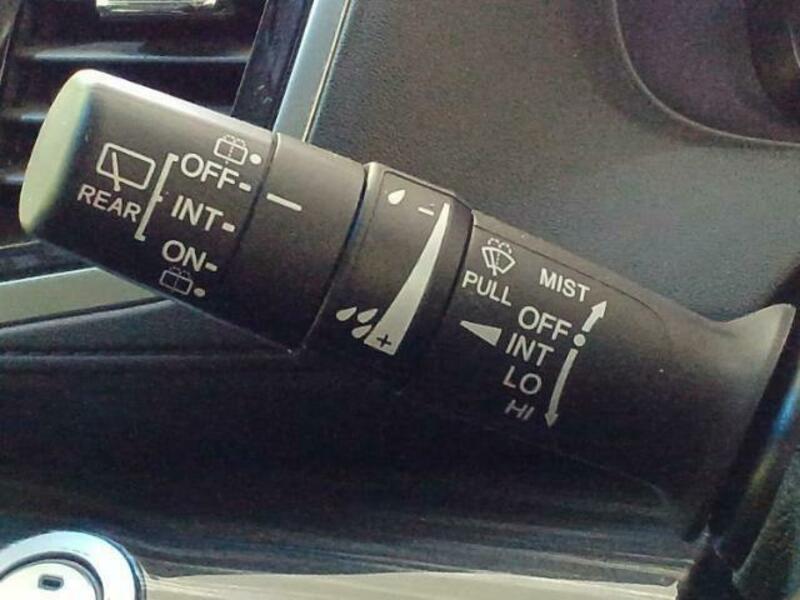 REAR
OFF
INT
ON
-
+
PULL
MIST
OFF
INT
LO
HI